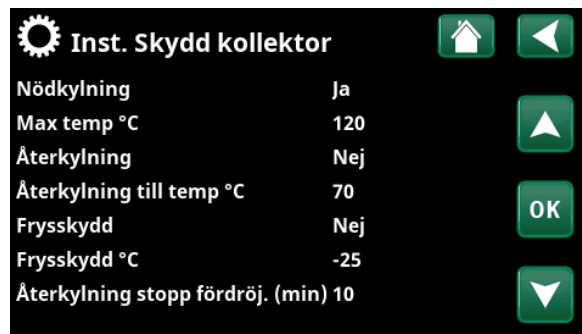 Inst. Skydd kollektor
Nödkylning Ja
Max temp °C 120
Återkylning Nej
Återkylning till temp °C 70
OK
Frysskydd Nej
Frysskydd °C -25
Återkylning stopp fördröj. (min) 10